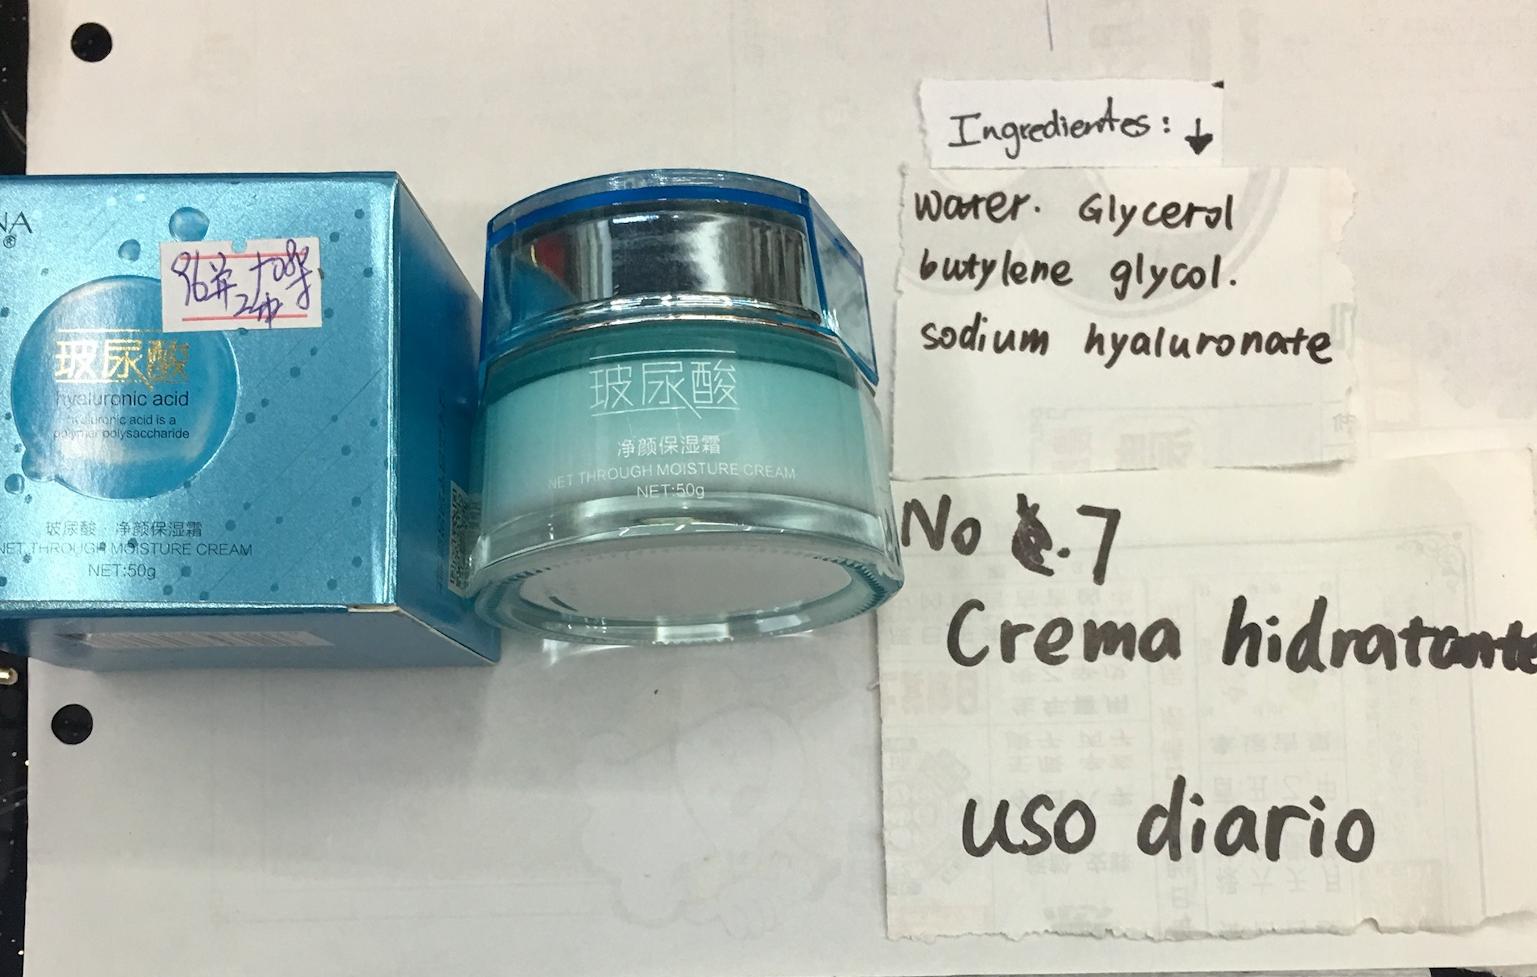 NA
®
玻尿酸
hyaluronic acid
hyaluronic acid is a
polymer polysaccharide
玻尿酸·净颜保湿霜
NET THROUGH MOISTURE CREAM
NET:50g
玻尿酸
净颜保湿霜
NET THROUGH MOISTURE CREAM
NET:50g
Ingredientes: ↓
water. Glycerol
butylene glycol.
sodium hyaluronate
No .7
Crema hidratante
uso diario